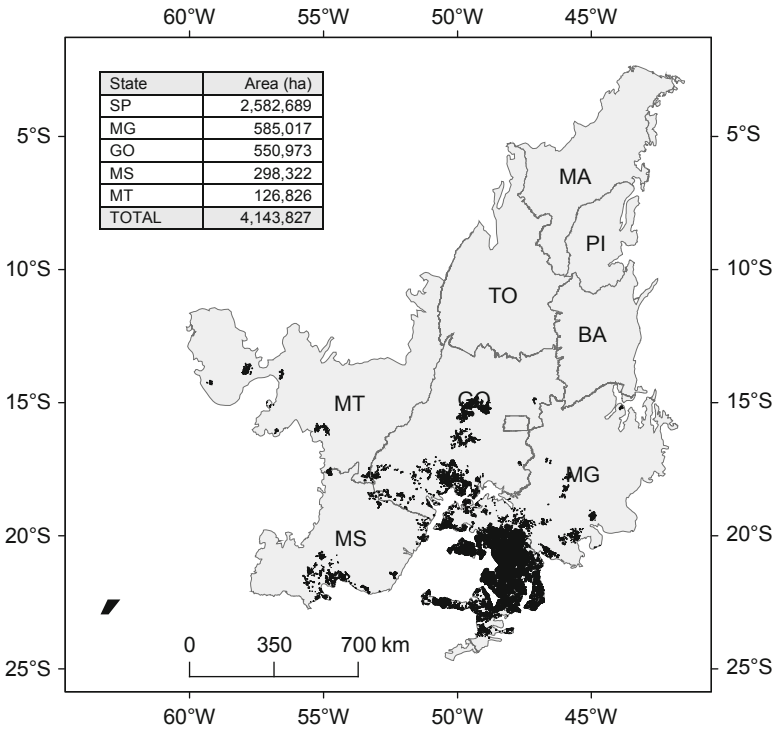 60°W 55°W 50°W 45°W
State Area (ha)
SP 2,582,689
MG 585,017
GO 550,973
MS 298,322
MT 126,826
TOTAL 4,143,827
5°S 5°S
MA
PI
10°S 10°S
TO
BA
MT
GO
15°S 15°S
MG
20°S 20°S
MS
0 350 700 km
25°S 25°S
60°W 55°W 50°W 45°W